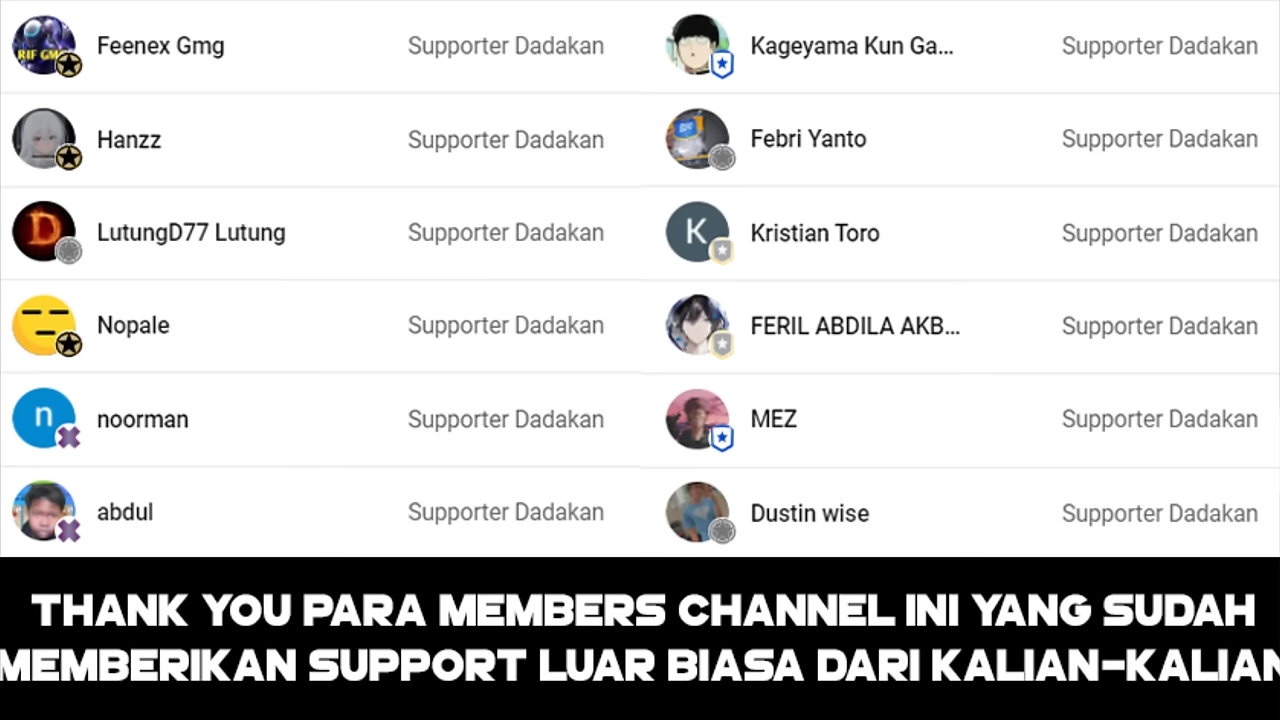 RIF GMG
Feenex Gmg Supporter Dadakan
Kageyama Kun Ga... Supporter Dadakan
Hanzz Supporter Dadakan
Febri Yanto Supporter Dadakan
D
LutungD77 Lutung Supporter Dadakan
K
Kristian Toro Supporter Dadakan
Nopale Supporter Dadakan
FERIL ABDILA AKB... Supporter Dadakan
n
noorman Supporter Dadakan
MEZ Supporter Dadakan
abdul Supporter Dadakan
Dustin wise Supporter Dadakan
THANK YOU PARA MEMBERS CHANNEL INI YANG SUDAH
MEMBERIKAN SUPPORT LUAR BIASA DARI KALIAN-KALIAN